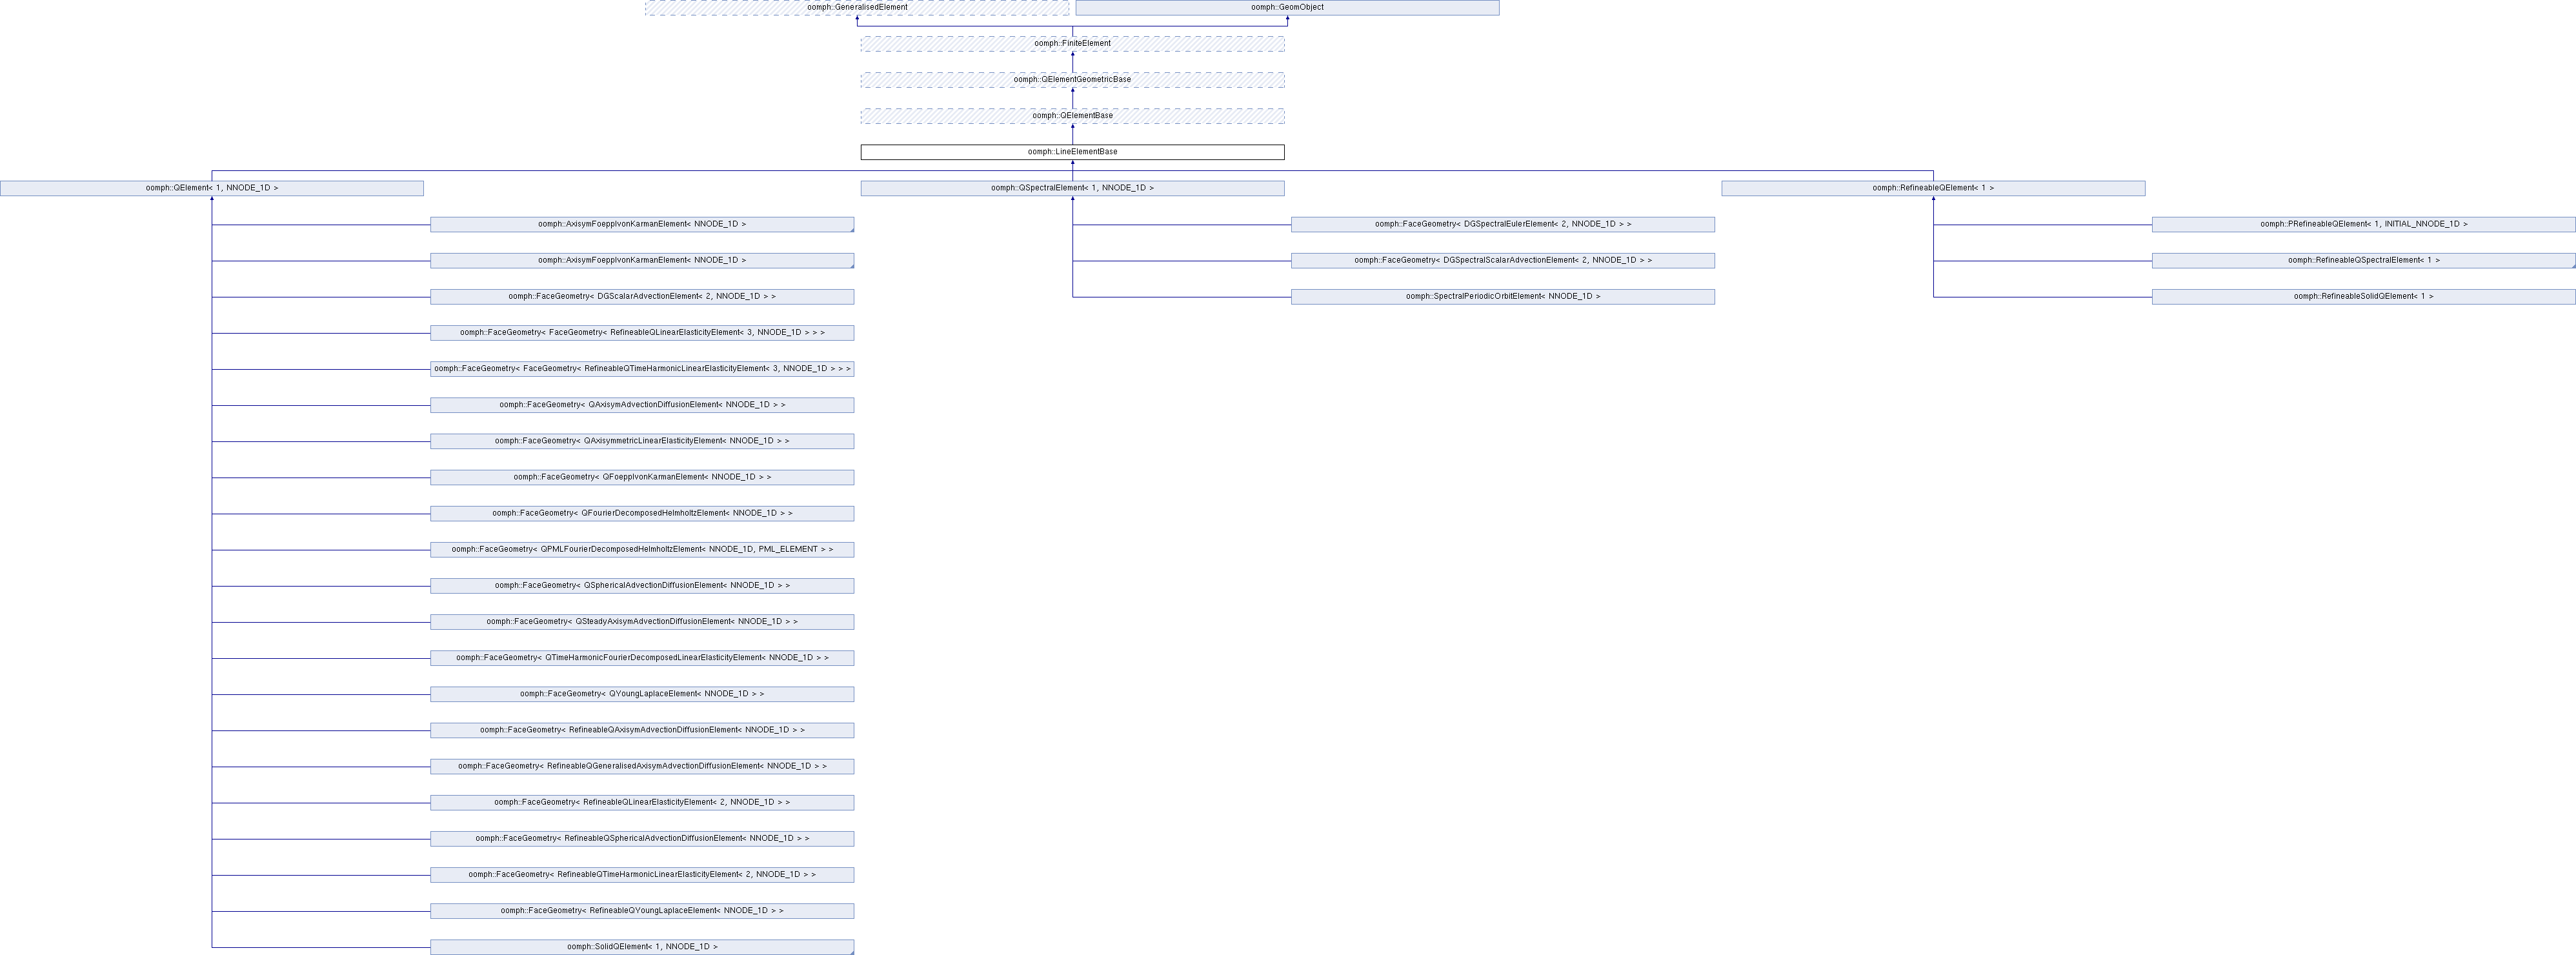 oomph::GeneralisedElement
oomph::GeomObject
oomph::FiniteElement
oomph::QElementGeometricBase
oomph::QElementBase
oomph::LineElementBase
oomph::QElement< 1, NNODE_1D >
oomph::QSpectralElement< 1, NNODE_1D >
oomph::RefineableQElement< 1 >
oomph::AxisymFoepplvonKarmanElement< NNODE_1D >
oomph::FaceGeometry< DGSpectralEulerElement< 2, NNODE_1D > >
oomph::PRefineableQElement< 1, INITIAL_NNODE_1D >
oomph::AxisymFoepplvonKarmanElement< NNODE_1D >
oomph::FaceGeometry< DGSpectralScalarAdvectionElement< 2, NNODE_1D > >
oomph::RefineableQSpectralElement< 1 >
oomph::FaceGeometry< DGScalarAdvectionElement< 2, NNODE_1D > >
oomph::SpectralPeriodicOrbitElement< NNODE_1D >
oomph::RefineableSolidQElement< 1 >
oomph::FaceGeometry< FaceGeometry< RefineableQLinearElasticityElement< 3, NNODE_1D > > >
oomph::FaceGeometry< FaceGeometry< RefineableQTimeHarmonicLinearElasticityElement< 3, NNODE_1D > > >
oomph::FaceGeometry< QAxisymAdvectionDiffusionElement< NNODE_1D > >
oomph::FaceGeometry< QAxisymmetricLinearElasticityElement< NNODE_1D > >
oomph::FaceGeometry< QFoepplvonKarmanElement< NNODE_1D > >
oomph::FaceGeometry< QFourierDecomposedHelmholtzElement< NNODE_1D > >
oomph::FaceGeometry< QPMLFourierDecomposedHelmholtzElement< NNODE_1D, PML_ELEMENT > >
oomph::FaceGeometry< QSphericalAdvectionDiffusionElement< NNODE_1D > >
oomph::FaceGeometry< QSteadyAxisymAdvectionDiffusionElement< NNODE_1D > >
oomph::FaceGeometry< QTimeHarmonicFourierDecomposedLinearElasticityElement< NNODE_1D > >
oomph::FaceGeometry< QYoungLaplaceElement< NNODE_1D > >
oomph::FaceGeometry< RefineableQAxisymAdvectionDiffusionElement< NNODE_1D > >
oomph::FaceGeometry< RefineableQGeneralisedAxisymAdvectionDiffusionElement< NNODE_1D > >
oomph::FaceGeometry< RefineableQLinearElasticityElement< 2, NNODE_1D > >
oomph::FaceGeometry< RefineableQSphericalAdvectionDiffusionElement< NNODE_1D > >
oomph::FaceGeometry< RefineableQTimeHarmonicLinearElasticityElement< 2, NNODE_1D > >
oomph::FaceGeometry< RefineableQYoungLaplaceElement< NNODE_1D > >
oomph::SolidQElement< 1, NNODE_1D >